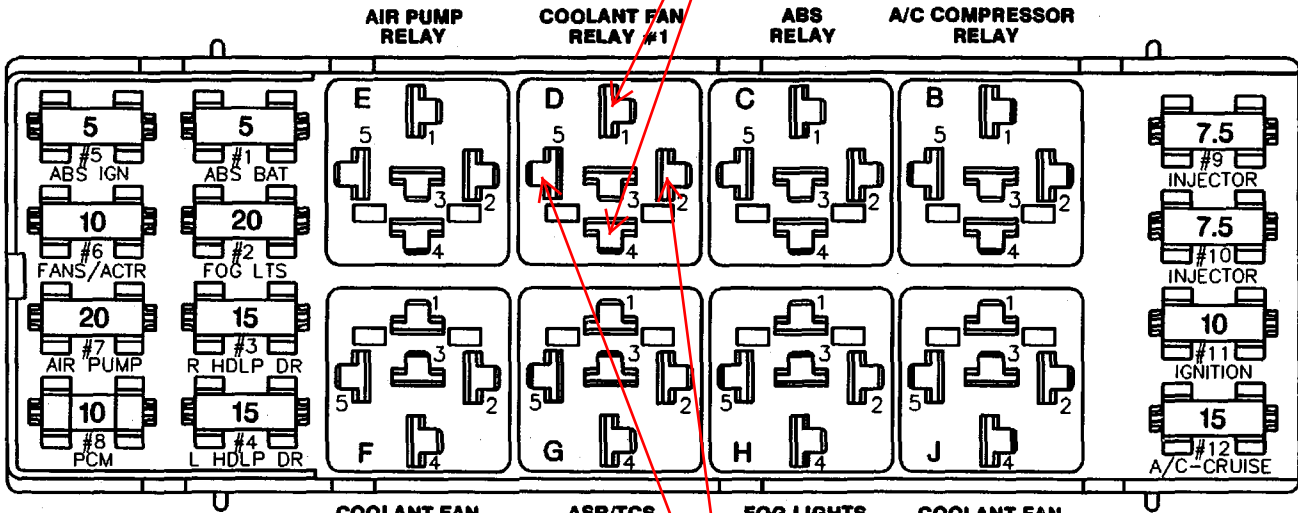 AIR PUMP
RELAY
COOLANT FAN
RELAY #1
ABS
RELAY
A/C COMPRESSOR
RELAY
5
#5
ABS IGN
5
#1
ABS BAT
10
#6
FANS/ACTR
20
#2
FOG LTS
20
#7
AIR PUMP
15
#3
R HDLP DR
10
#8
PCM
15
#4
L HDLP DR
E
5
1
3
2
4
D
5
1
3
2
4
C
5
1
3
2
4
B
5
1
3
2
4
1
3
5
2
F
4
1
3
5
2
G
4
1
3
5
2
H
4
1
3
5
2
J
4
7.5
#9
INJECTOR
7.5
#10
INJECTOR
10
#11
IGNITION
15
#12
A/C-CRUISE
COOLANT FAN
ASR/TCS
FOG LIGHTS
COOLANT FAN